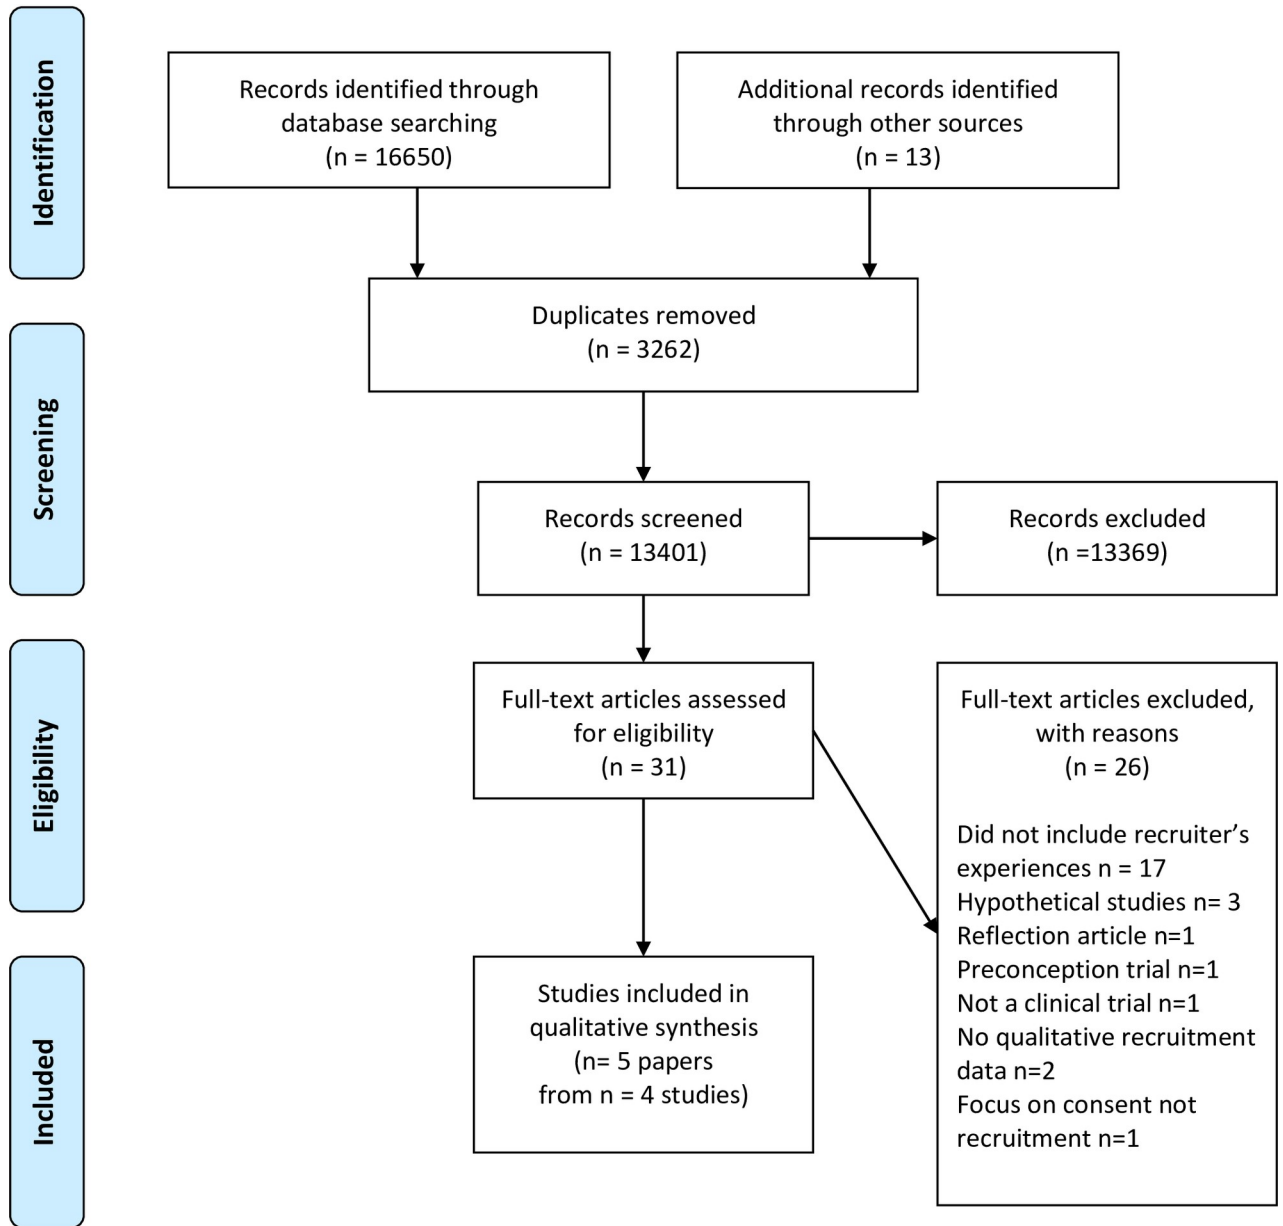 Identification
Records identified through
database searching
(n = 16650)
Additional records identified
through other sources
(n = 13)
Duplicates removed
(n = 3262)
Screening
Records screened
(n = 13401)
Records excluded
(n =13369)
Eligibility
Full-text articles assessed
for eligibility
(n = 31)
Full-text articles excluded,
with reasons
(n = 26)
Did not include recruiter’s
experiences n = 17
Hypothetical studies n= 3
Reflection article n=1
Preconception trial n=1
Not a clinical trial n=1
No qualitative recruitment
data n=2
Focus on consent not
recruitment n=1
Included
Studies included in
qualitative synthesis
(n= 5 papers
from n = 4 studies)